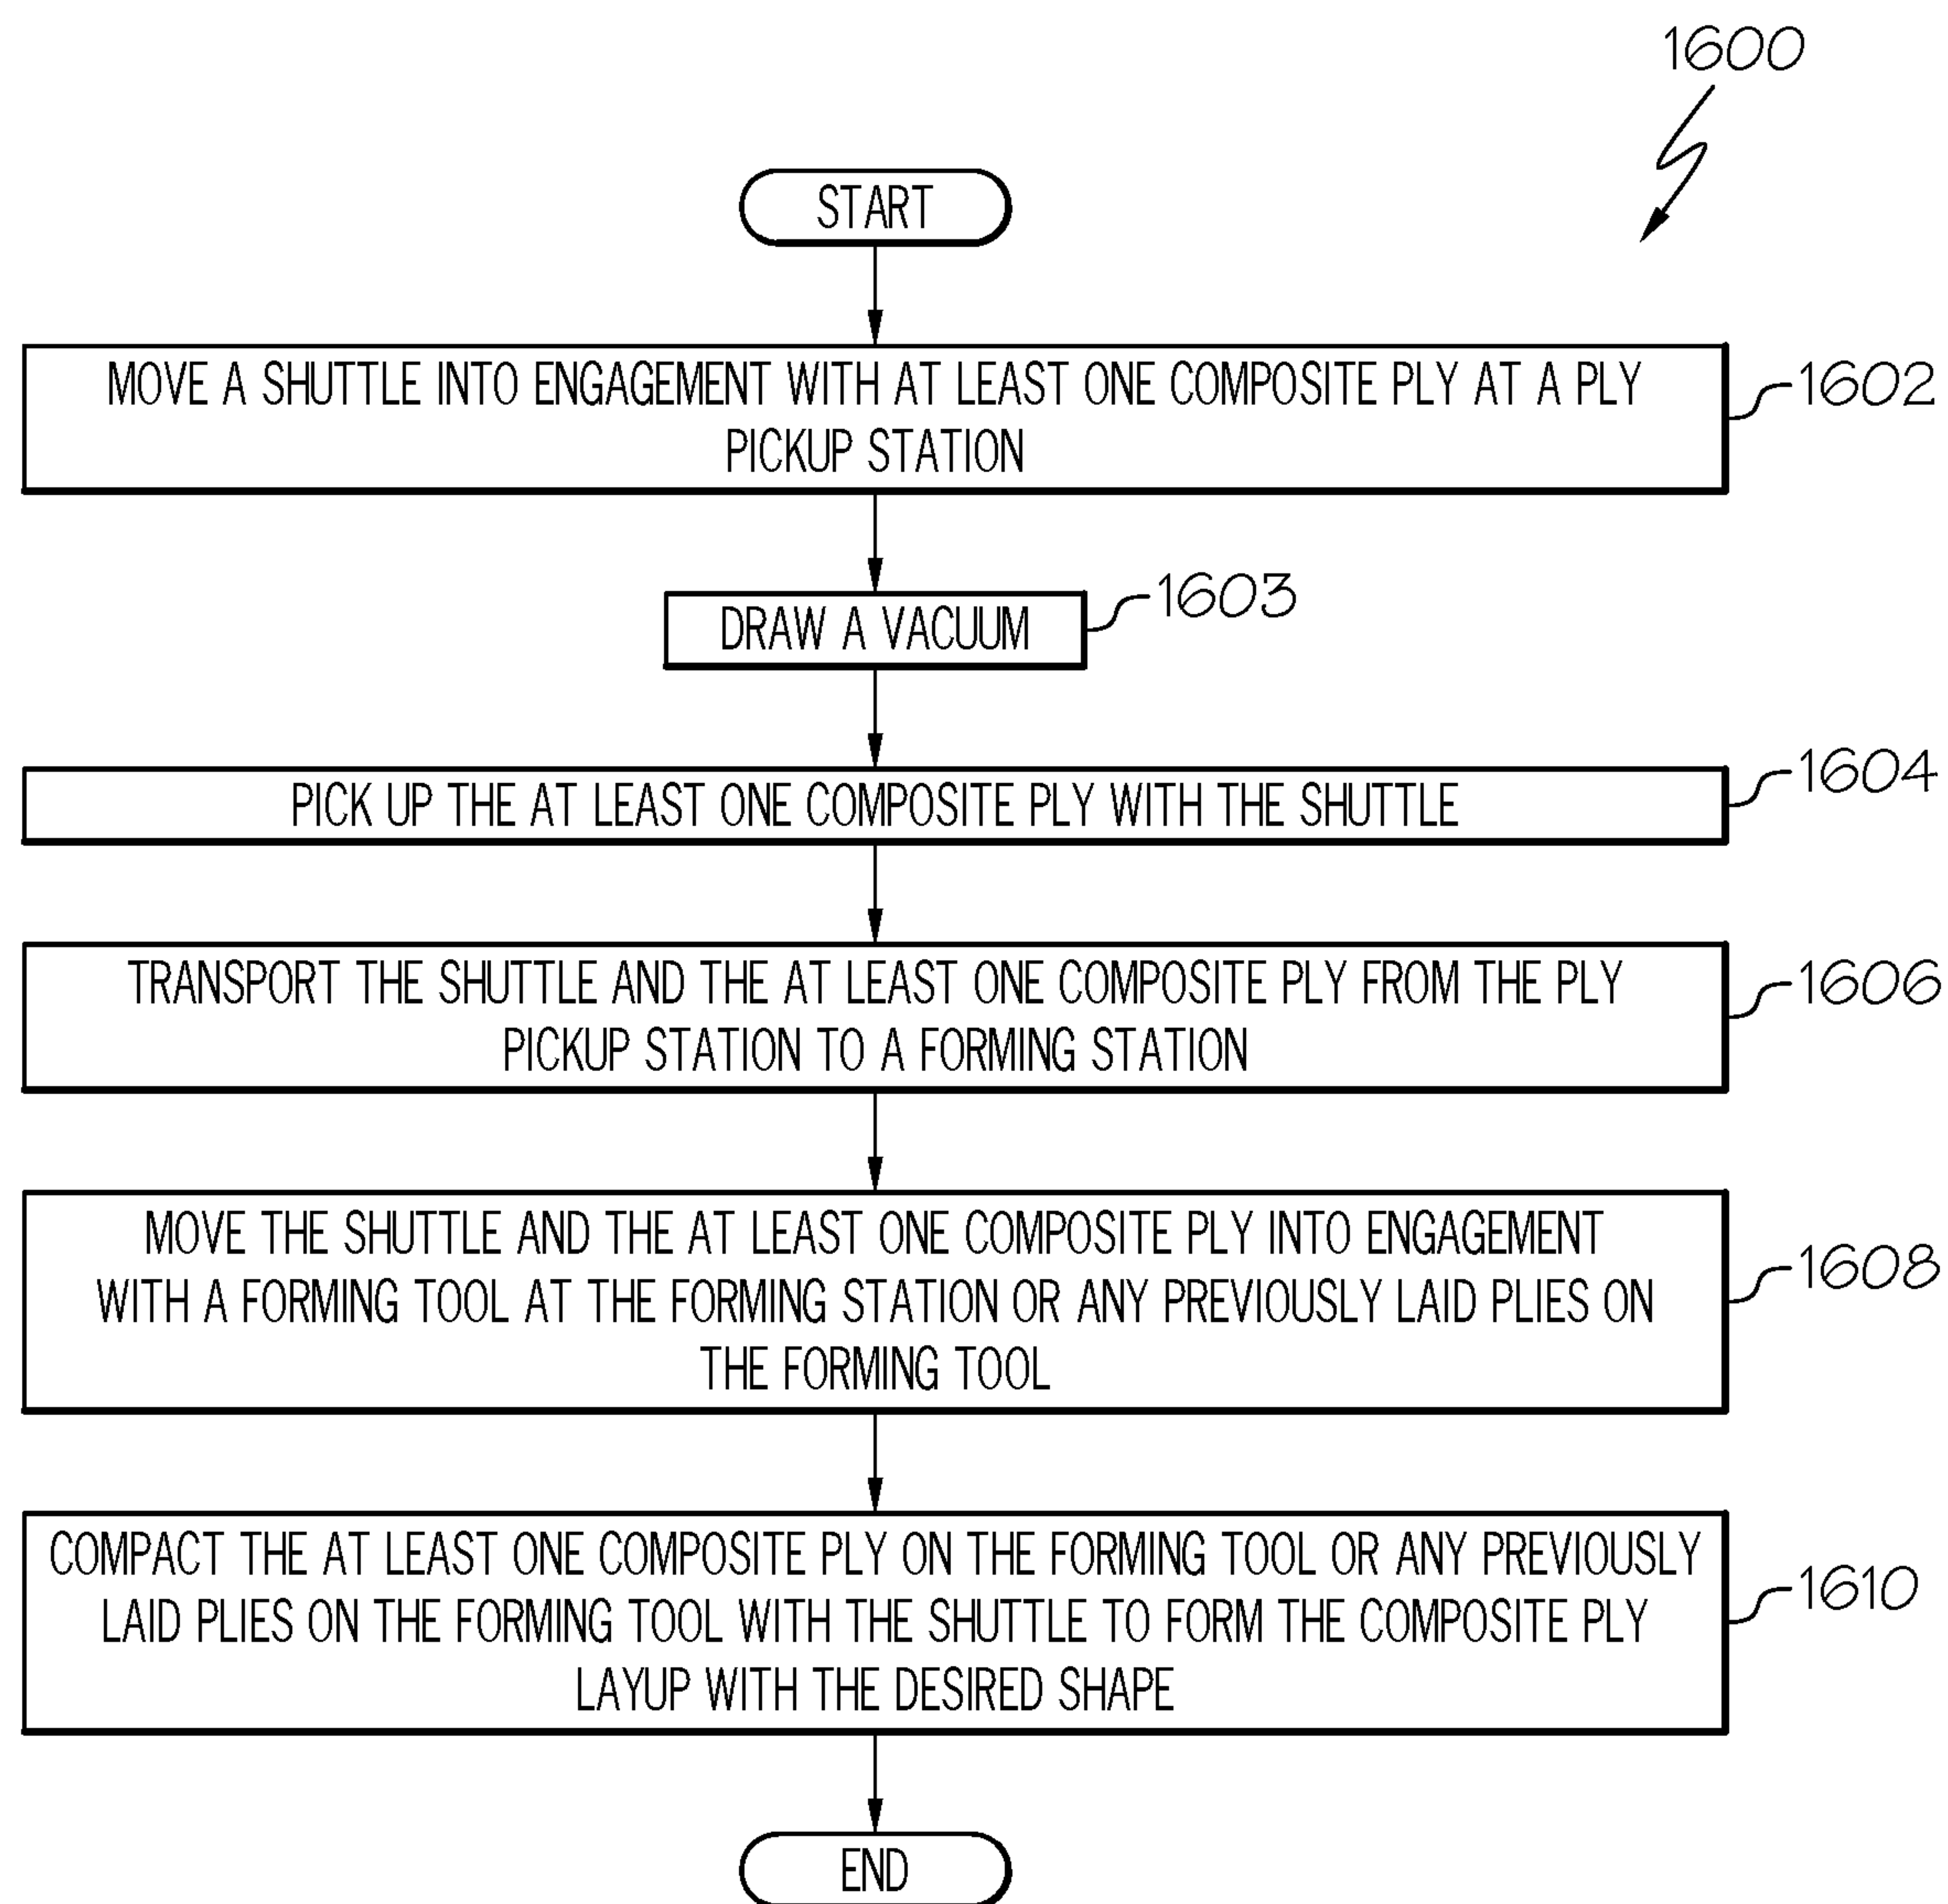 1600
START
MOVE A SHUTTLE INTO ENGAGEMENT WITH AT LEAST ONE COMPOSITE PLY AT A PLY
PICKUP STATION
1602
DRAW A VACUUM
1603
PICK UP THE AT LEAST ONE COMPOSITE PLY WITH THE SHUTTLE
1604
TRANSPORT THE SHUTTLE AND THE AT LEAST ONE COMPOSITE PLY FROM THE PLY
PICKUP STATION TO A FORMING STATION
1606
MOVE THE SHUTTLE AND THE AT LEAST ONE COMPOSITE PLY INTO ENGAGEMENT
WITH A FORMING TOOL AT THE FORMING STATION OR ANY PREVIOUSLY LAID PLIES ON
THE FORMING TOOL
1608
COMPACT THE AT LEAST ONE COMPOSITE PLY ON THE FORMING TOOL OR ANY PREVIOUSLY
LAID PLIES ON THE FORMING TOOL WITH THE SHUTTLE TO FORM THE COMPOSITE PLY
LAYUP WITH THE DESIRED SHAPE
1610
END